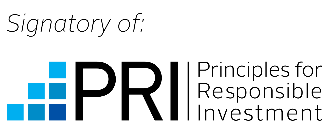 Signatory of:
PRI
Principles for
Responsible
Investment